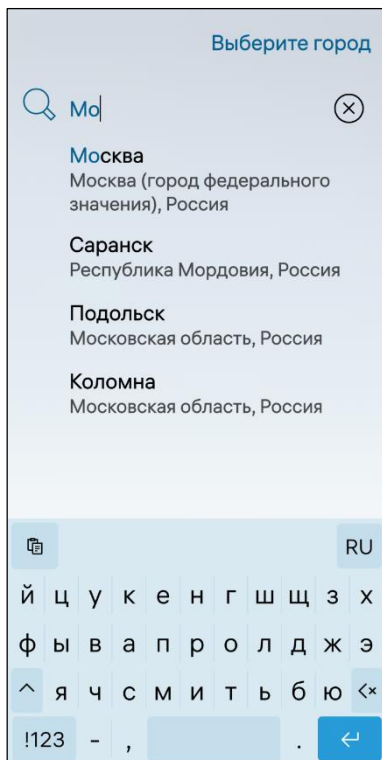 Выберите город
Мо
Москва
Москва (город федерального
значения), Россия
Саранск
Республика Мордовия, Россия
Подольск
Московская область, Россия
Коломна
Московская область, Россия
RU
й ц у к е н г ш щ з х
ф ы в а п р о л д ж э
я ч с м и т ь б ю
!123 - , .